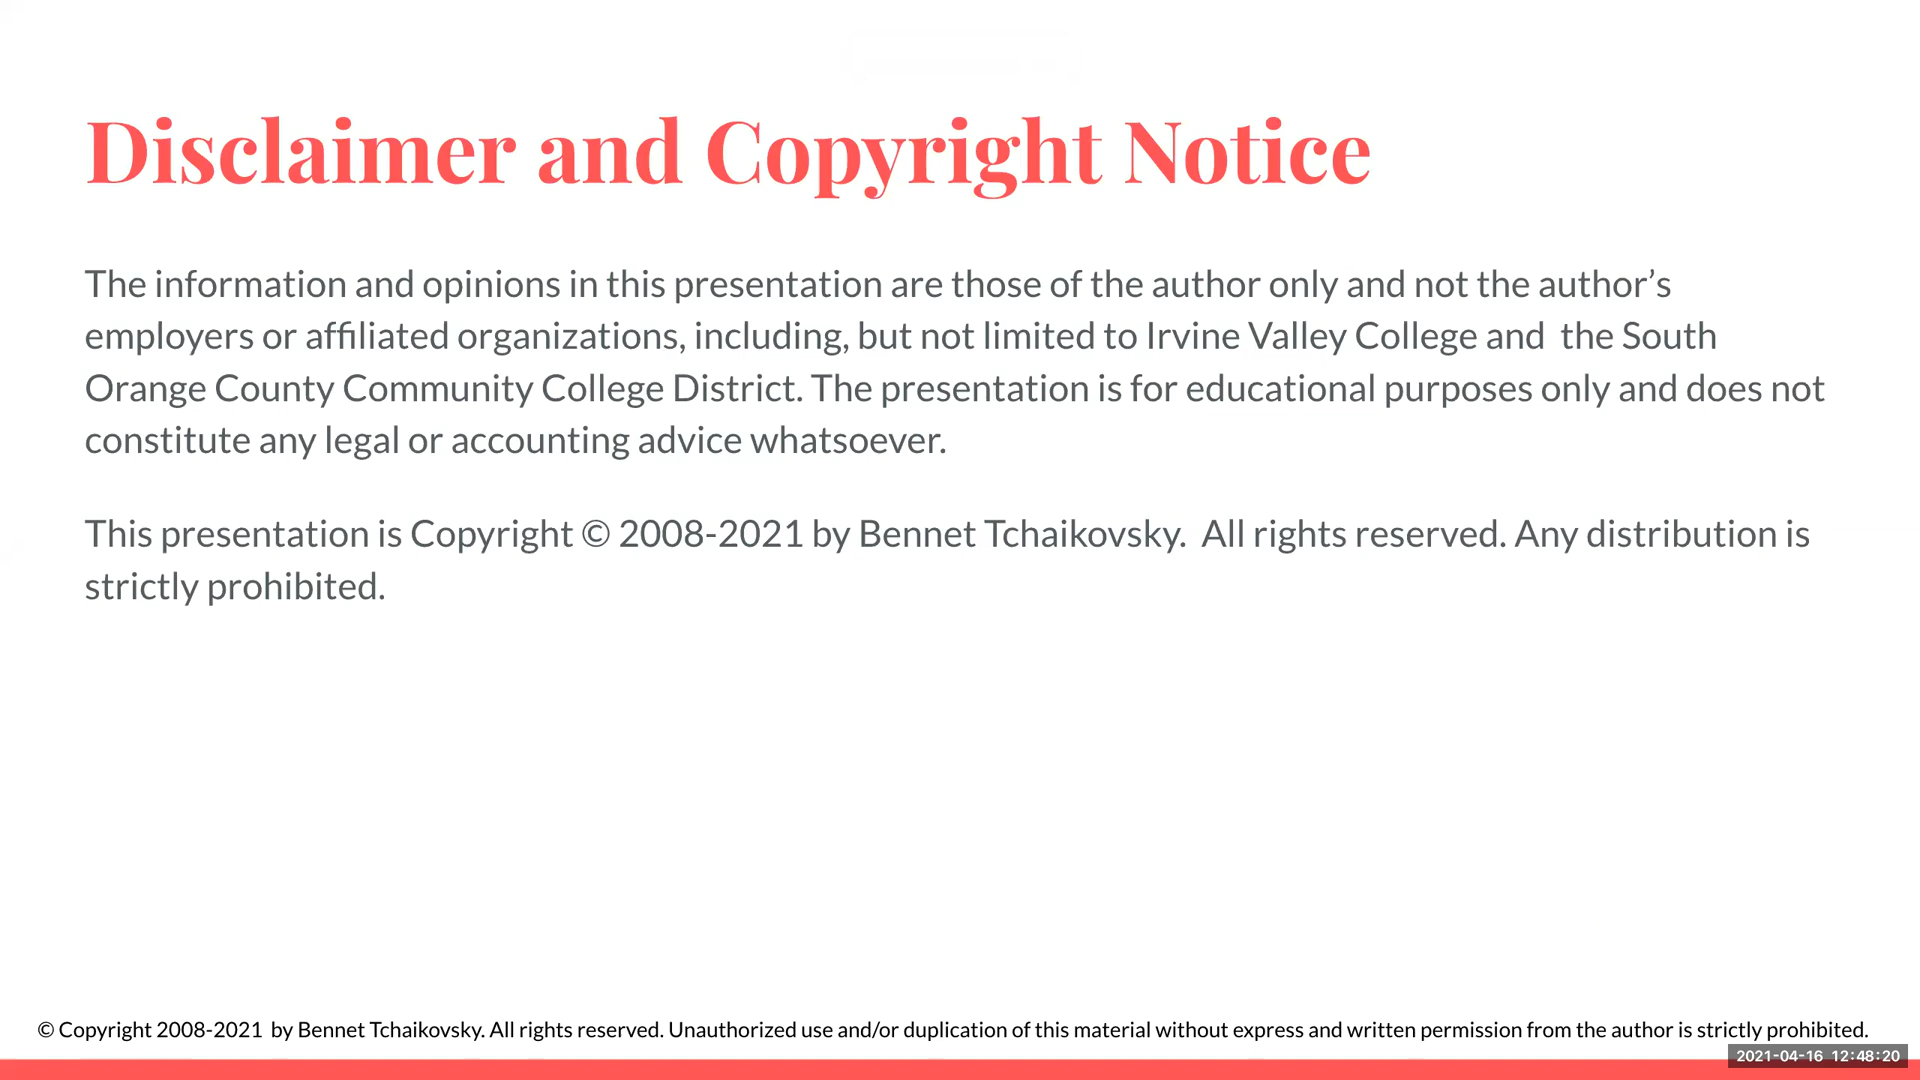 Disclaimer and Copyright Notice
The information and opinions in this presentation are those of the author only and not the author’s
employers or affiliated organizations, including, but not limited to Irvine Valley College and  the South
Orange County Community College District. The presentation is for educational purposes only and does not
constitute any legal or accounting advice whatsoever.
This presentation is Copyright © 2008-2021 by Bennet Tchaikovsky.  All rights reserved. Any distribution is
strictly prohibited.
© Copyright 2008-2021  by Bennet Tchaikovsky. All rights reserved. Unauthorized use and/or duplication of this material without express and written permission from the author is strictly prohibited.
2021-04-16 12:48:20